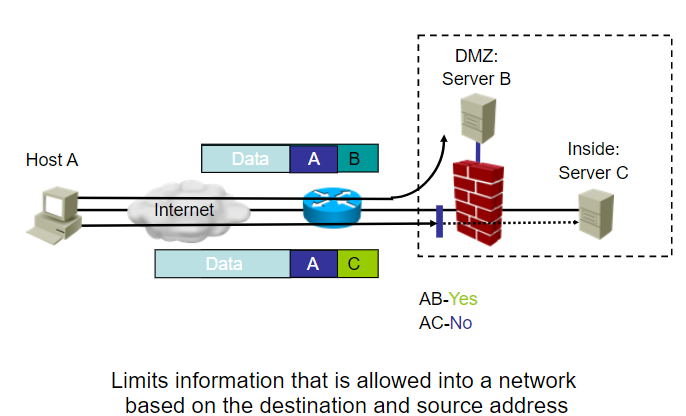 DMZ:
Server B
Inside:
Server C
Host A
Data A B
Internet
Data A C
AB-Yes
AC-No
Limits information that is allowed into a network
based on the destination and source address